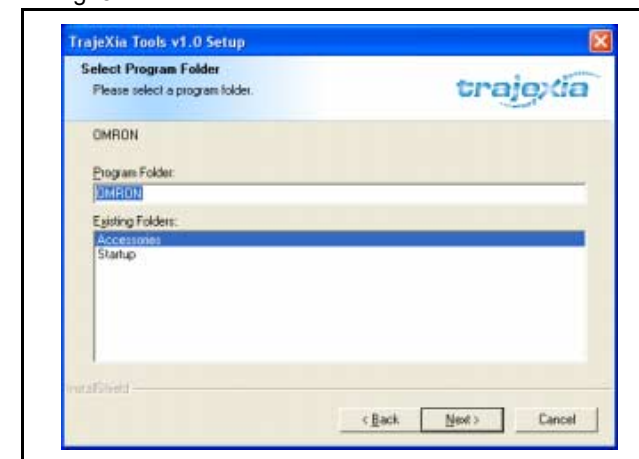 TrajeXia Tools v1.0 Setup
Select Program Folder
Please select a program folder.
trajexia
OMRON
Program Folder:
OMRON
Existing Folders:
Accessories
Startup
InstallShield
< Back Next > Cancel